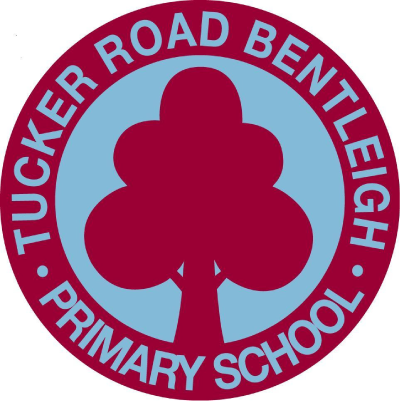 TUCKER ROAD BENTLEIGH
• PRIMARY SCHOOL •